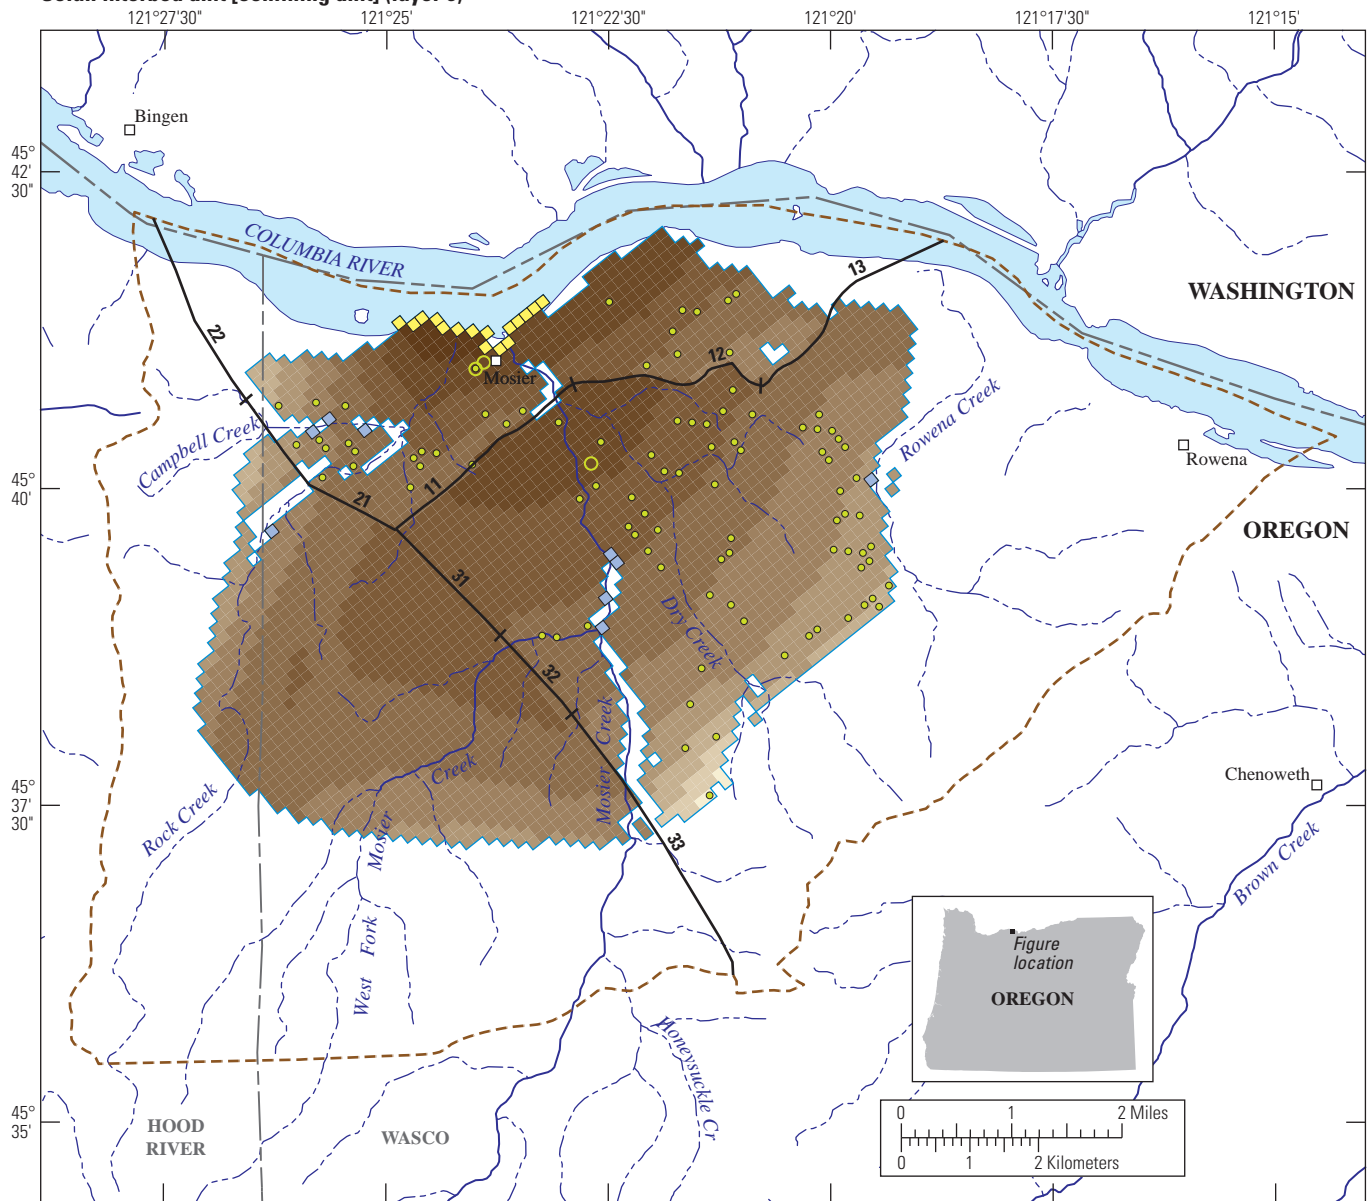 121°27'30"
121°25'
121°22'30"
121°20'
121°17'30"
121°15'
Bingen
45°
42'
30"
COLUMBIA RIVER
WASHINGTON
13
22
12
Mosier
Campbell Creek
Rowena Creek
Rowena
45°
40'
21
11
OREGON
31
Dry Creek
32
Mosier Creek
Creek
Chenoweth
45°
37'
30"
Rock Creek
Mosier
33
Brown Creek
West Fork
Figure
location
OREGON
Honeysuckle Cr
45°
35'
HOOD
RIVER
WASCO
0 1 2 Miles
0 1 2 Kilometers